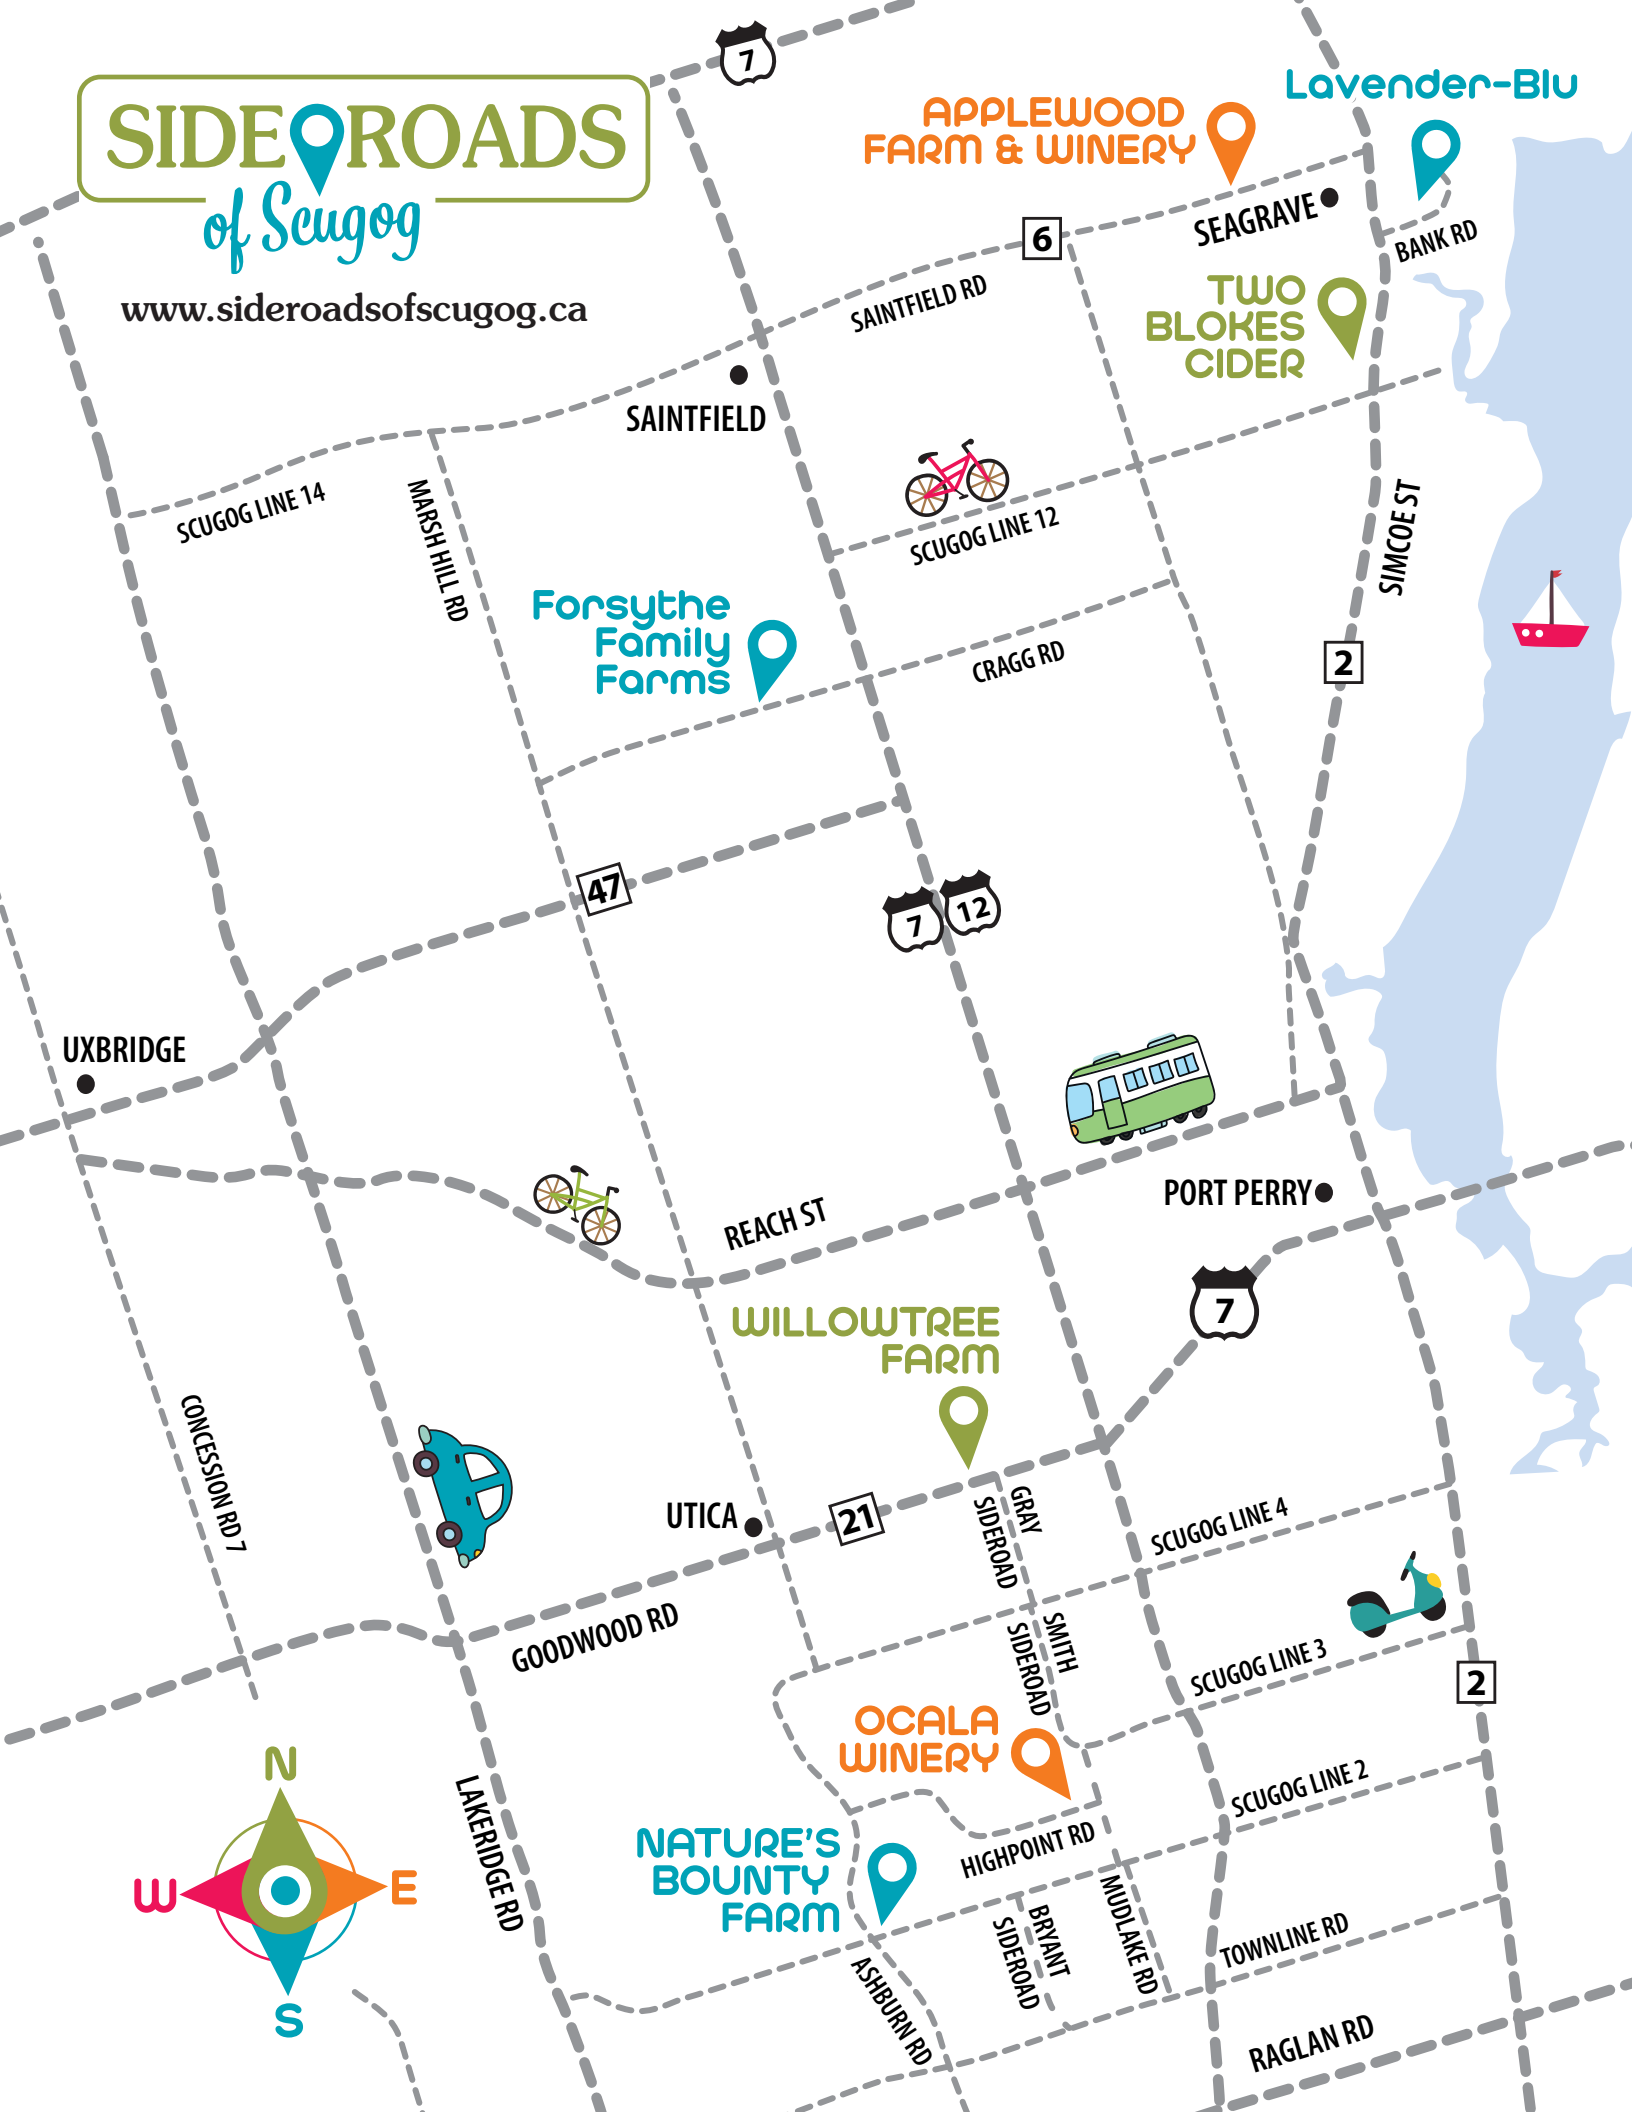 7
SIDE ROADS
of Scugog
www.sideroadsofscugog.ca
Lavender-Blu
APPLEWOOD
FARM & WINERY
SEAGRAVE
BANK RD
6
SAINTFIELD RD
TWO
BLOKES
CIDER
SAINTFIELD
SCUGOG LINE 14
MARSH HILL RD
SCUGOG LINE 12
SIMCOE ST
Forsythe
Family
Farms
CRAGG RD
2
47
7
12
UXBRIDGE
PORT PERRY
REACH ST
7
WILLOWTREE
FARM
CONCESSION RD 7
UTICA
21
GRAY
SIDEROAD
SCUGOG LINE 4
GOODWOOD RD
SMITH
SIDEROAD
SCUGOG LINE 3
2
OCALA
WINERY
SCUGOG LINE 2
HIGHPOINT RD
NATURE'S
BOUNTY
FARM
LAKERIDGE RD
MUDLAKE RD
BRYANT
SIDEROAD
TOWNLINE RD
ASHBURN RD
RAGLAN RD
N
W
E
S